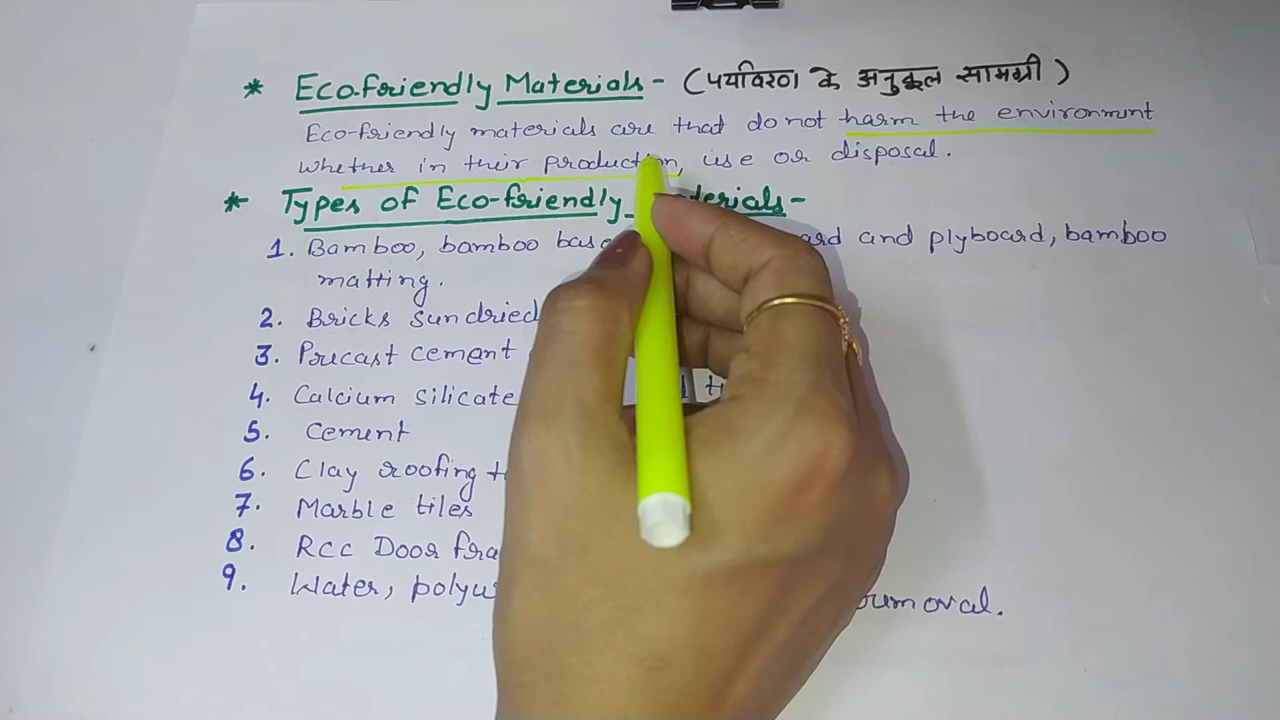 * Eco-friendly Materials - (पर्यावरण के अनुकूल सामग्री)
Eco-friendly materials are that do not harm the environment
whether in their production, use or disposal.
* Types of Eco-friendly Materials -
1. Bamboo, bamboo and plyboard, bamboo
matting.
2. Bricks sundried
3. Precast cement
4. Calcium silicate
5. Cement
6. Clay roofing
7. Marble tiles
8. RCC Door
9. Water,